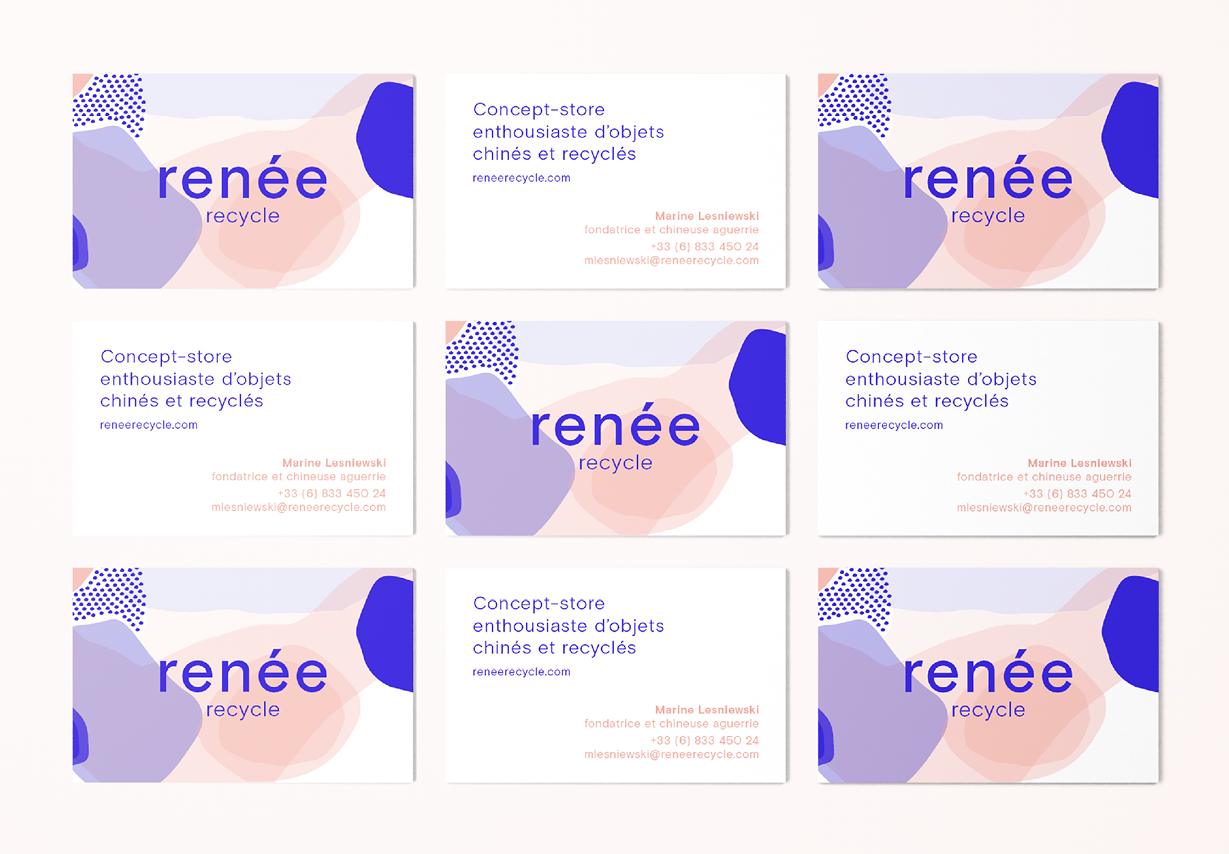 renée
recycle
Concept-store
enthousiaste d'objets
chinés et recyclés
reneerecycle.com
Marine Lesniewski
fondatrice et chineuse aguerrie
+33 (6) 833 450 24
mlesniewski@reneerecycle.com
renée
recycle
Concept-store
enthousiaste d'objets
chinés et recyclés
reneerecycle.com
Marine Lesniewski
fondatrice et chineuse aguerrie
+33 (6) 833 450 24
mlesniewski@reneerecycle.com
renée
recycle
Concept-store
enthousiaste d'objets
chinés et recyclés
reneerecycle.com
Marine Lesniewski
fondatrice et chineuse aguerrie
+33 (6) 833 450 24
mlesniewski@reneerecycle.com
renée
recycle
Concept-store
enthousiaste d'objets
chinés et recyclés
reneerecycle.com
Marine Lesniewski
fondatrice et chineuse aguerrie
+33 (6) 833 450 24
mlesniewski@reneerecycle.com
renée
recycle